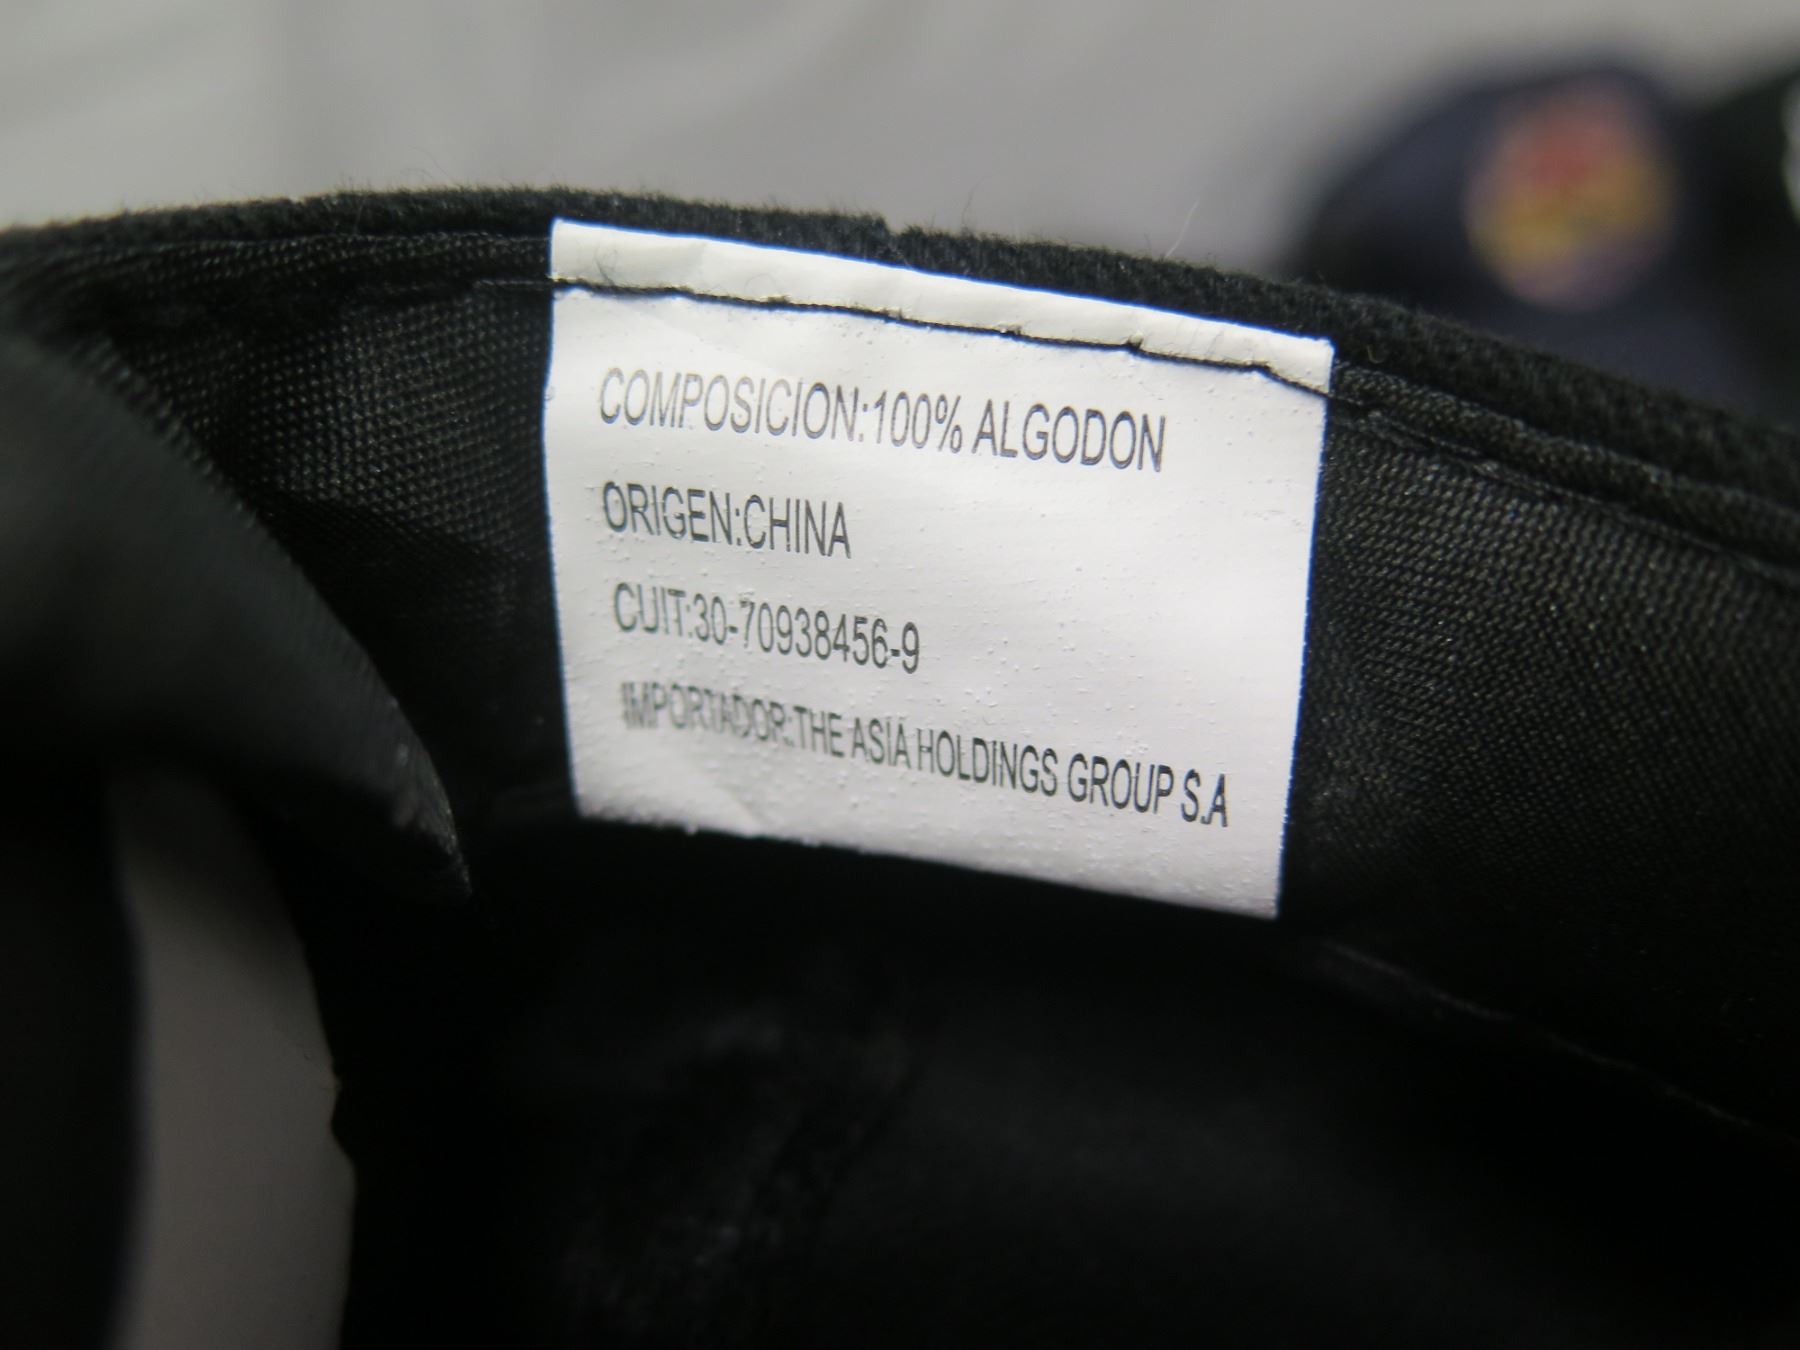 COMPOSICION:100% ALGODON
ORIGEN:CHINA
CUIT:30-70938456-9
IMPORTADOR:THE ASIA HOLDINGS GROUP S.A